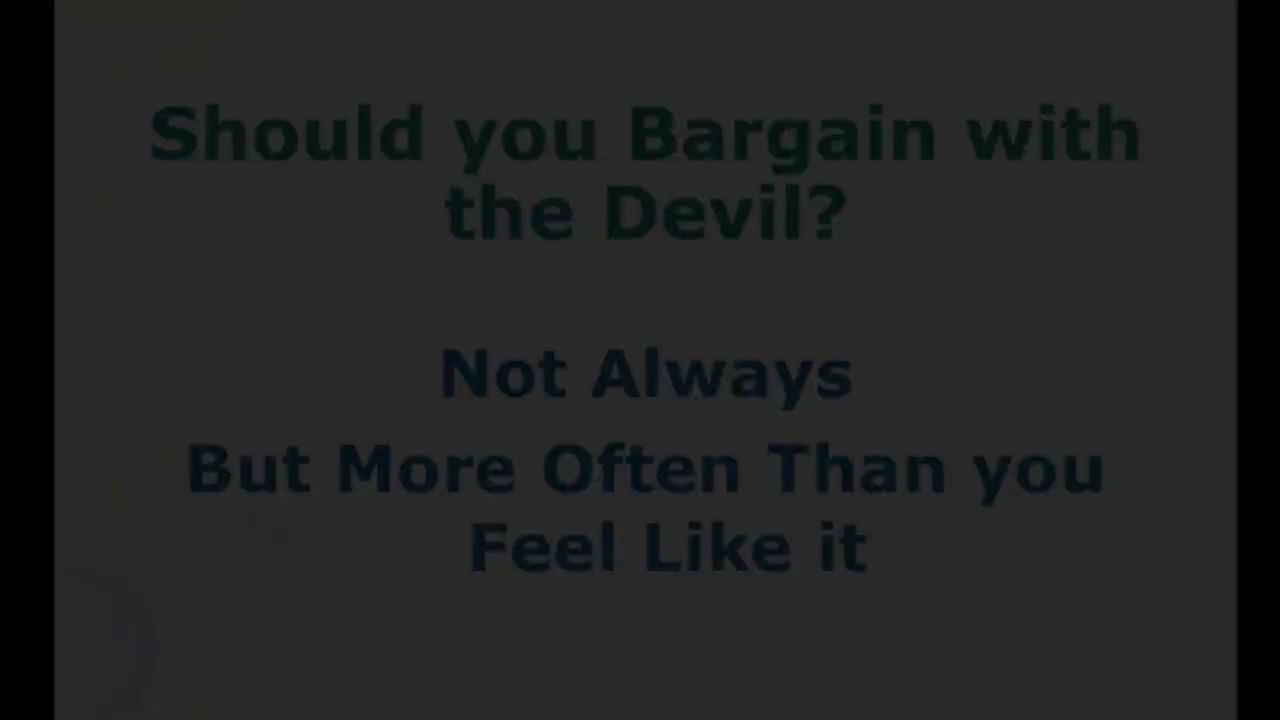 Should you Bargain with
the Devil?
Not Always
But More Often Than you
Feel Like it